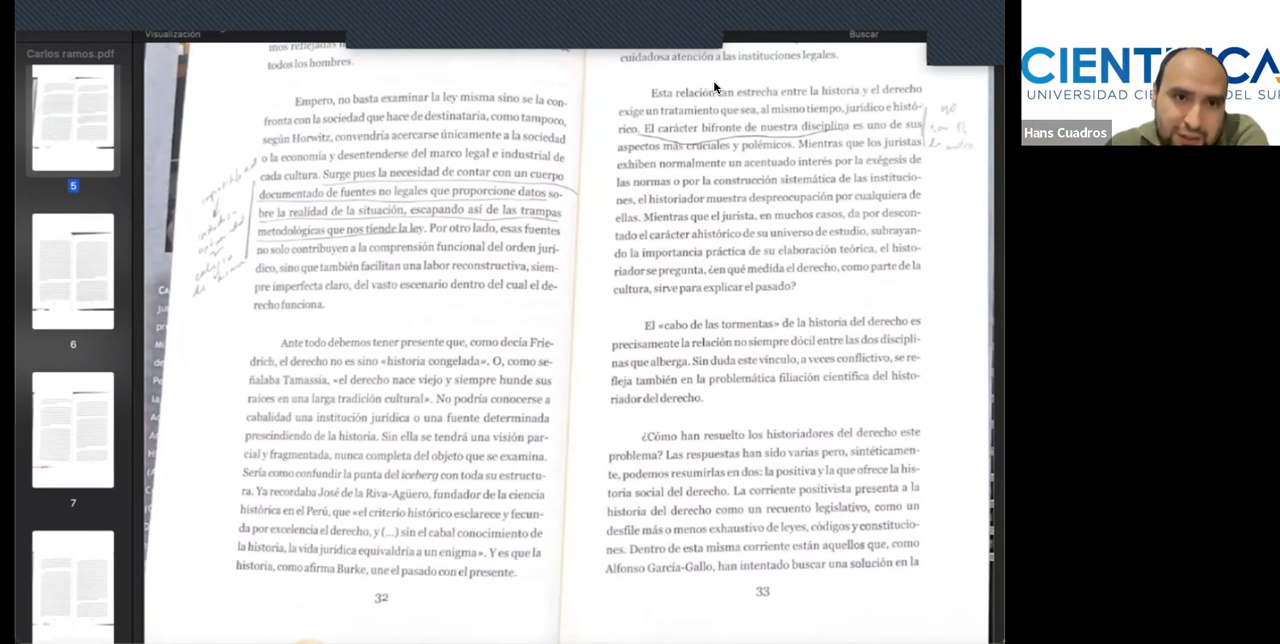 Visualización
Buscar
Carlos ramos.pdf
5
6
7
todos los hombres.
Empero, no basta examinar la ley misma sino se la con-
fronta con la sociedad que hace de destinataria, como tampoco,
según Horwitz, convendría acercarse únicamente a la sociedad
o la economía y desentenderse del marco legal e industrial de
cada cultura. Surge pues la necesidad de contar con un cuerpo
documentado de fuentes no legales que proporcione datos so-
bre la realidad de la situación, escapando así de las trampas
metodológicas que nos tiende la ley. Por otro lado, esas fuentes
no solo contribuyen a la comprensión funcional del orden jurí-
dico, sino que también facilitan una labor reconstructiva, siem-
pre imperfecta claro, del vasto escenario dentro del cual el de-
recho funciona.
Ante todo debemos tener presente que, como decía Frie-
drich, el derecho no es sino «historia congelada». O, como se-
ñalaba Tamassia, «el derecho nace viejo y siempre hunde sus
raíces en una larga tradición cultural». No podría conocerse a
cabalidad una institución jurídica o una fuente determinada
prescindiendo de la historia. Sin ella se tendrá una visión par-
cial y fragmentada, nunca completa del objeto que se examina.
Sería como confundir la punta del iceberg con toda su estructu-
ra. Ya recordaba José de la Riva-Agüero, fundador de la ciencia
histórica en el Perú, que «el criterio histórico esclarece y fecun-
da por excelencia el derecho, y (...) sin el cabal conocimiento de
la historia, la vida jurídica equivaldría a un enigma». Y es que la
historia, como afirma Burke, une el pasado con el presente.
32
cuidadosa atención a las instituciones legales.
Esta relación tan estrecha entre la historia y el derecho
exige un tratamiento que sea, al mismo tiempo, jurídico e histó-
rico. El carácter bifronte de nuestra disciplina es uno de sus
aspectos más cruciales y polémicos. Mientras que los juristas
exhiben normalmente un acentuado interés por la exégesis de
las normas o por la construcción sistemática de las institucio-
nes, el historiador muestra despreocupación por cualquiera de
ellas. Mientras que el jurista, en muchos casos, da por descon-
tado el carácter ahistórico de su universo de estudio, subrayan-
do la importancia práctica de su elaboración teórica, el histo-
riador se pregunta, ¿en qué medida el derecho, como parte de la
cultura, sirve para explicar el pasado?
El «cabo de las tormentas» de la historia del derecho es
precisamente la relación no siempre dócil entre las dos discipli-
nas que alberga. Sin duda este vínculo, a veces conflictivo, se re-
fleja también en la problemática filiación científica del histo-
riador del derecho.
¿Cómo han resuelto los historiadores del derecho este
problema? Las respuestas han sido varias pero, sintéticamen-
te, podemos resumirlas en dos: la positiva y la que ofrece la his-
toria social del derecho. La corriente positivista presenta a la
historia del derecho como un recuento legislativo, como un
desfile más o menos exhaustivo de leyes, códigos y constitucio-
nes. Dentro de esta misma corriente están aquellos que, como
Alfonso García-Gallo, han intentado buscar una solución en la
33
no
Hans Cuadros